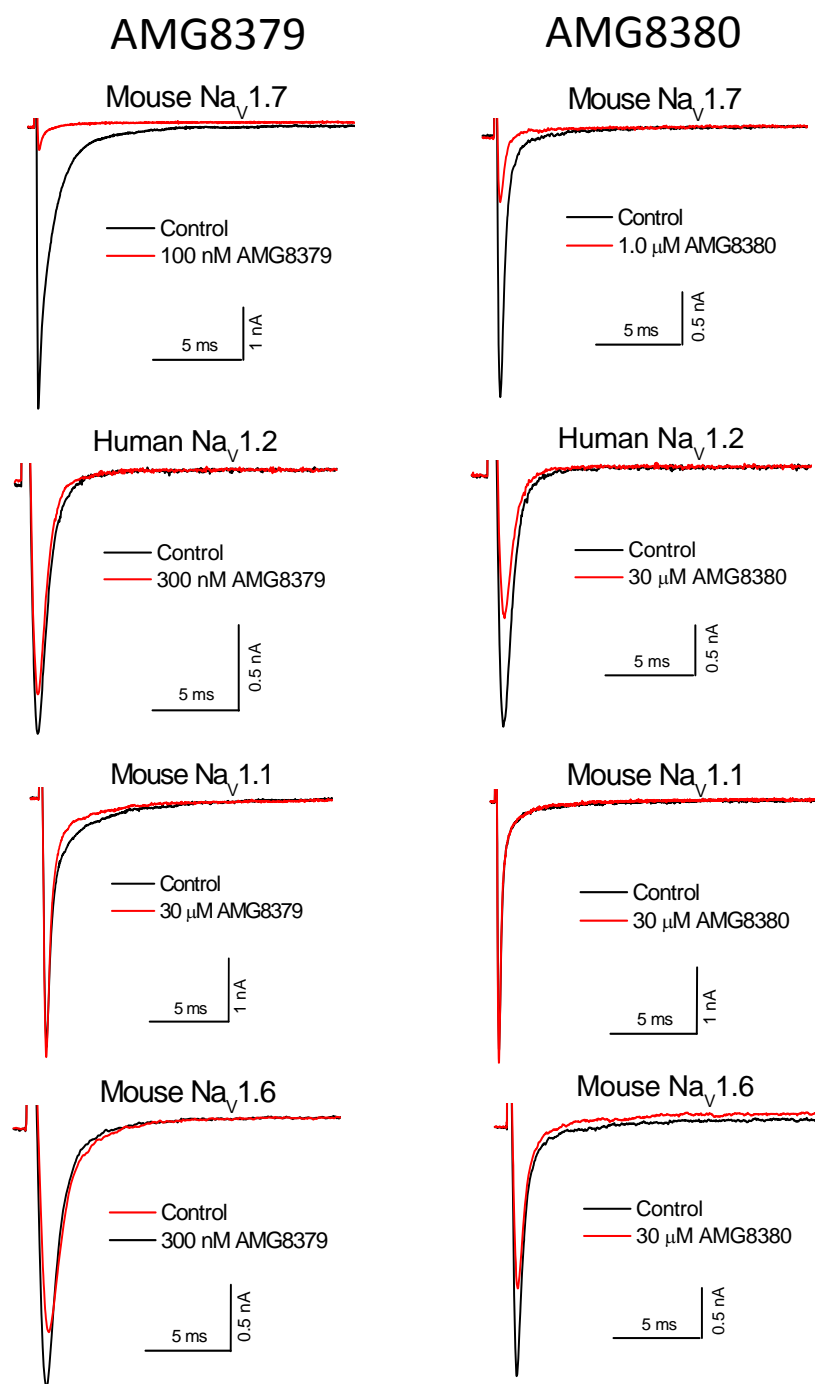 AMG8379
AMG8380
Mouse NaV1.7
Control
100 nM AMG8379
5 ms
1 nA
Mouse NaV1.7
Control
1.0 μM AMG8380
5 ms
0.5 nA
Human NaV1.2
Control
300 nM AMG8379
5 ms
0.5 nA
Human NaV1.2
Control
30 μM AMG8380
5 ms
0.5 nA
Mouse NaV1.1
Control
30 μM AMG8379
5 ms
1 nA
Mouse NaV1.1
Control
30 μM AMG8380
5 ms
1 nA
Mouse NaV1.6
Control
300 nM AMG8379
5 ms
0.5 nA
Mouse NaV1.6
Control
30 μM AMG8380
5 ms
0.5 nA